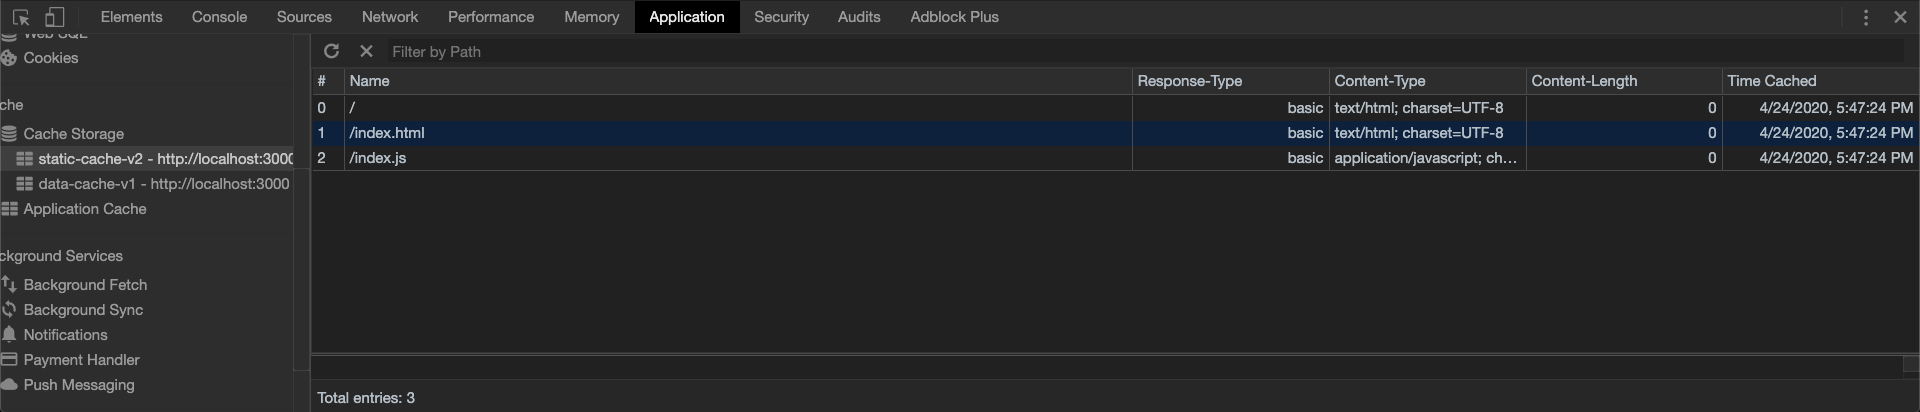 Elements Console Sources Network Performance Memory Application Security Audits Adblock Plus
Web SQL
Cookies
che
Cache Storage
static-cache-v2 - http://localhost:3000
data-cache-v1 - http://localhost:3000
Application Cache
ckground Services
Background Fetch
Background Sync
Notifications
Payment Handler
Push Messaging
Filter by Path
# Name Response-Type Content-Type Content-Length Time Cached
0 / basic text/html; charset=UTF-8 0 4/24/2020, 5:47:24 PM
1 /index.html basic text/html; charset=UTF-8 0 4/24/2020, 5:47:24 PM
2 /index.js basic application/javascript; ch... 0 4/24/2020, 5:47:24 PM
Total entries: 3